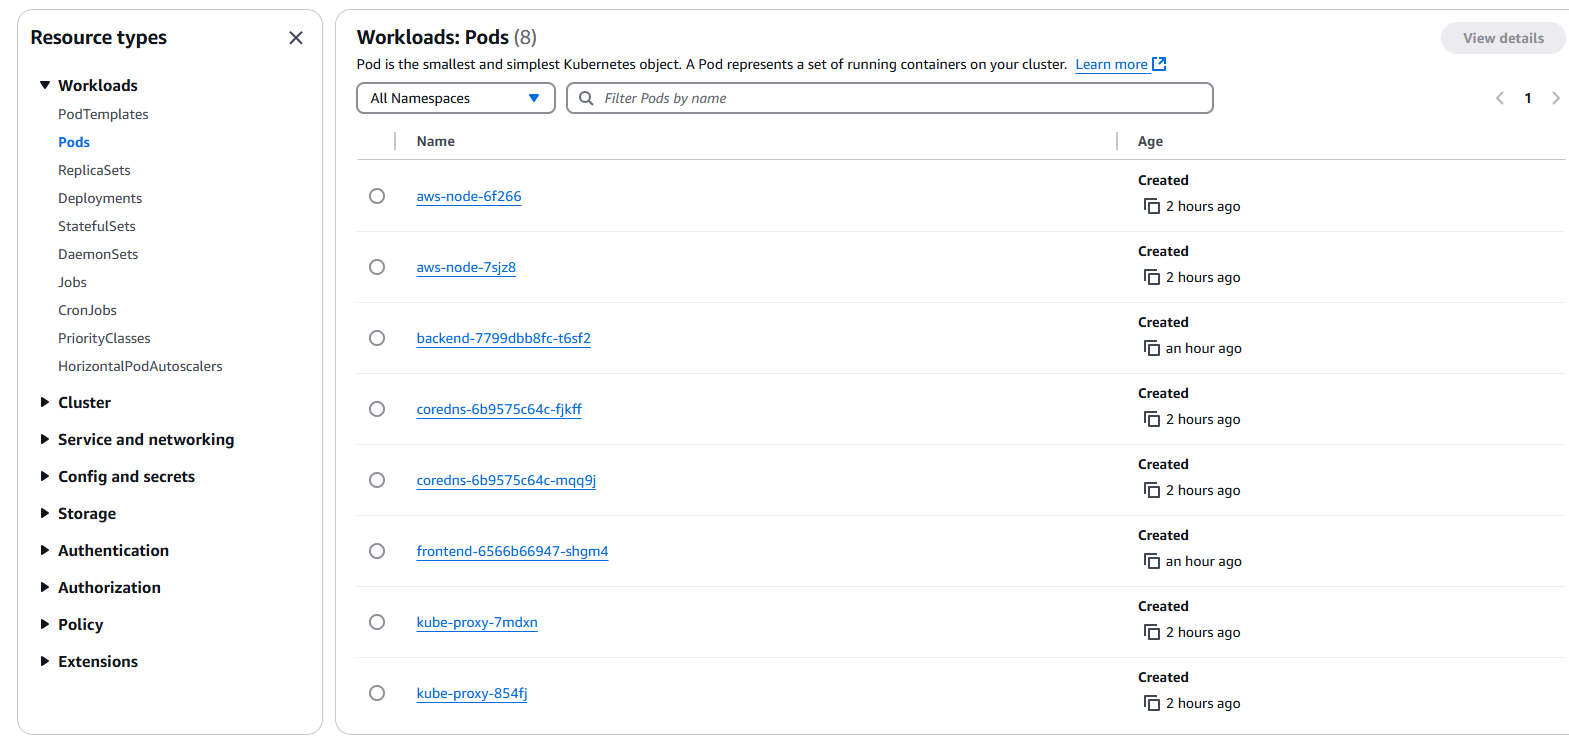 Resource types
Workloads
PodTemplates
Pods
ReplicaSets
Deployments
StatefulSets
DaemonSets
Jobs
CronJobs
PriorityClasses
HorizontalPodAutoscalers
Cluster
Service and networking
Config and secrets
Storage
Authentication
Authorization
Policy
Extensions
Workloads: Pods (8)
View details
Pod is the smallest and simplest Kubernetes object. A Pod represents a set of running containers on your cluster. Learn more
All Namespaces
Filter Pods by name
1
Name
Age
aws-node-6f266
Created
2 hours ago
aws-node-7sjz8
Created
2 hours ago
backend-7799dbb8fc-t6sf2
Created
an hour ago
coredns-6b9575c64c-fjkff
Created
2 hours ago
coredns-6b9575c64c-mqq9j
Created
2 hours ago
frontend-6566b66947-shgm4
Created
an hour ago
kube-proxy-7mdxn
Created
2 hours ago
kube-proxy-854fj
Created
2 hours ago